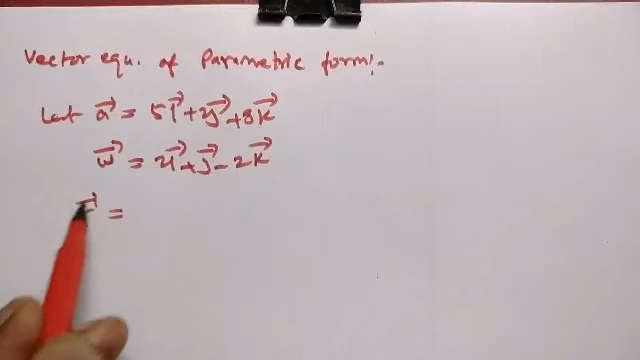 Vector equ. of Parametric form:-
Let a⃗ = 5i⃗ + 2j⃗ + 8k⃗
w⃗ = 2i⃗ + j⃗ - 2k⃗
=